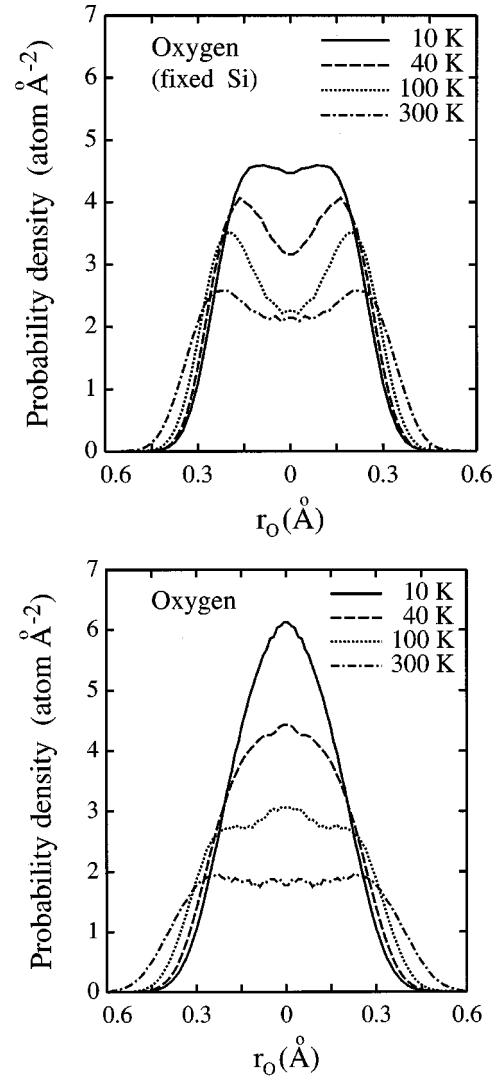 7
6
5
4
3
2
1
0
Probability density (atom Å⁻²)
Oxygen
(fixed Si)
10 K
40 K
100 K
300 K
0.6 0.3 0 0.3 0.6
r_O (Å)
7
6
5
4
3
2
1
0
Probability density (atom Å⁻²)
Oxygen
10 K
40 K
100 K
300 K
0.6 0.3 0 0.3 0.6
r_O (Å)